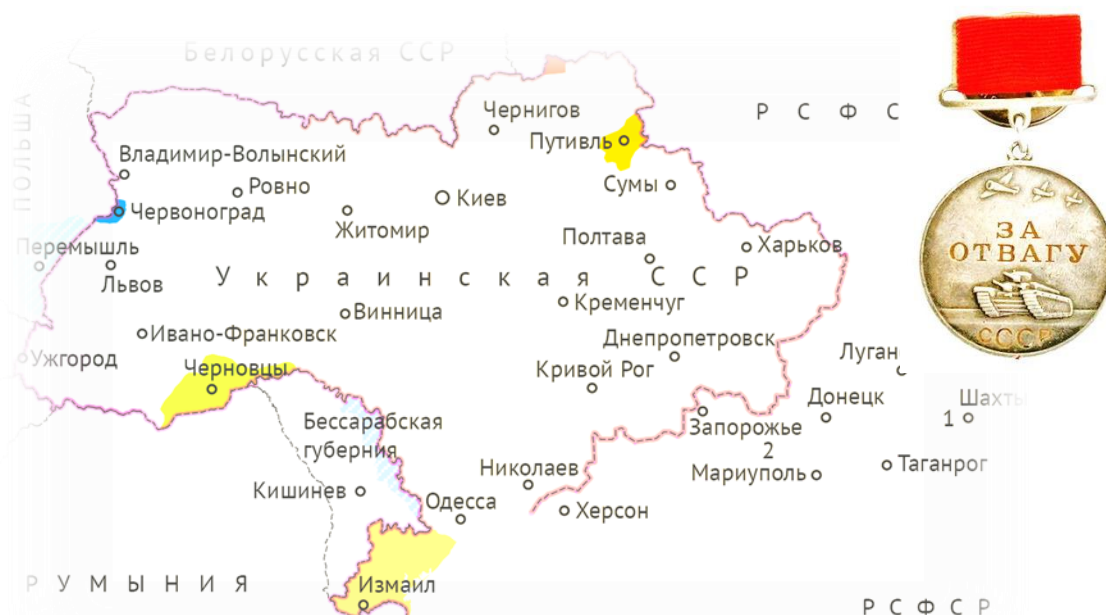 Белорусская ССР
ПОЛЬША
Чернигов
РСФС
Путивль
Владимир-Волынский
Ровно
Сумы
Киев
Червоноград
Житомир
Полтава
Харьков
Перемышль
Львов
Украинская ССР
Кременчуг
Винница
Ивано-Франковск
Днепропетровск
Ужгород
Черновцы
Кривой Рог
Луган
Донецк
Шахты
1
Бессарабская
губерния
Запорожье
2
Николаев
Мариуполь
Таганрог
Кишинев
Одесса
Херсон
РУМЫНИЯ
Измаил
РСФСР
ЗА
ОТВАГУ
СССР